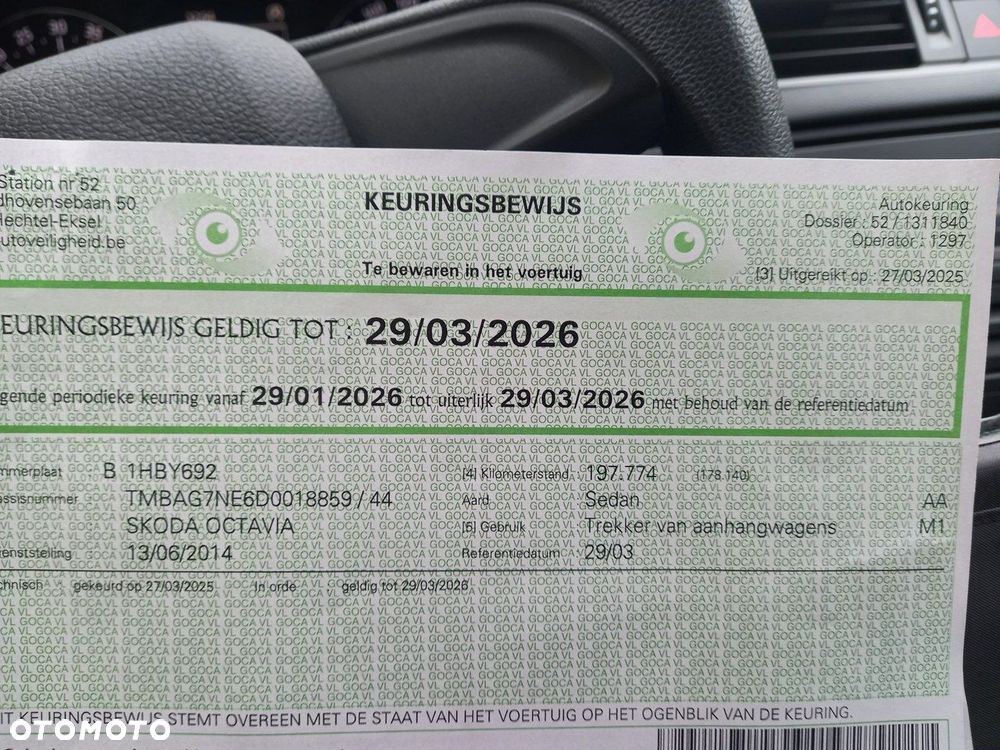 Station nr 52
dhovensebaan 50
Hechtel-Eksel
utoveiligheid.be
KEURINGSBEWIJS
Te bewaren in het voertuig
Autokeuring
Dossier : 52 / 1311840
Operator : 1297
[3] Uitgereikt op : 27/03/2025
EURINGSBEWIJS GELDIG TOT : 29/03/2026
gende periodieke keuring vanaf 29/01/2026 tot uiterlijk 29/03/2026 met behoud van de referentiedatum
mmerplaat B 1HBY692 [4] Kilometerstand 197.774 (178.140)
assisnummer TMBAG7NE6D0018859 / 44 Aard Sedan AA
SKODA OCTAVIA [5] Gebruik Trekker van aanhangwagens M1
enststelling 13/06/2014 Referentiedatum 29/03
chnisch gekeurd op 27/03/2025 In orde geldig tot 29/03/2026
IT KEURINGSBEWIJS STEMT OVEREEN MET DE STAAT VAN HET VOERTUIG OP HET OGENBLIK VAN DE KEURING.
OTOMOTO